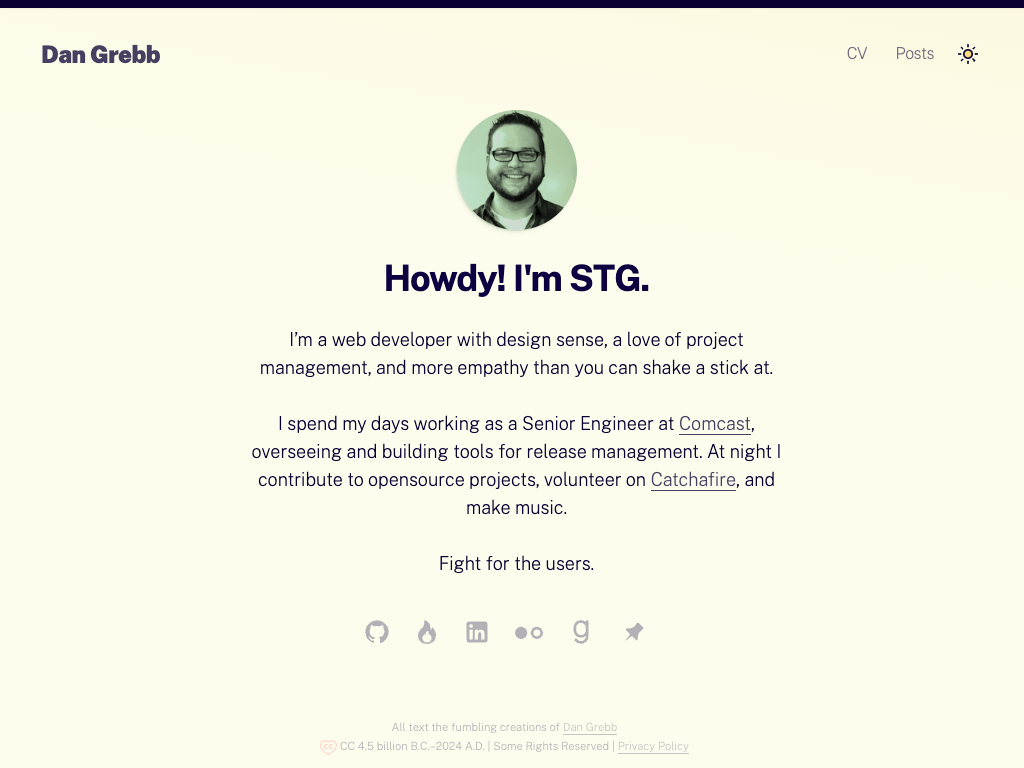 Dan Grebb
CV Posts
Howdy! I'm STG.
I’m a web developer with design sense, a love of project
management, and more empathy than you can shake a stick at.
I spend my days working as a Senior Engineer at Comcast,
overseeing and building tools for release management. At night I
contribute to opensource projects, volunteer on Catchafire, and
make music.
Fight for the users.
All text the fumbling creations of Dan Grebb
CC 4.5 billion B.C.–2024 A.D. | Some Rights Reserved | Privacy Policy